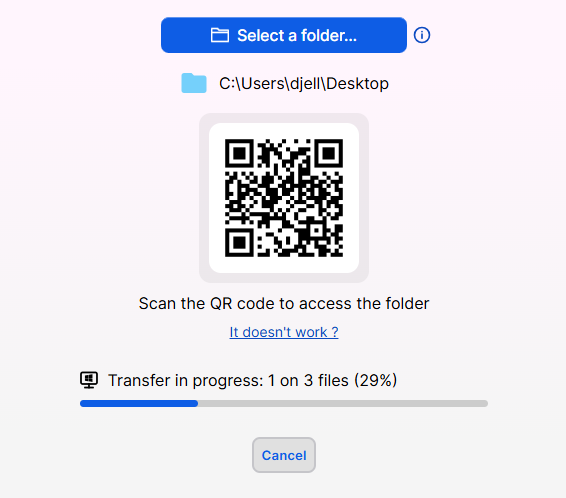 Select a folder...
C:\Users\djell\Desktop
Scan the QR code to access the folder
It doesn't work ?
Transfer in progress: 1 on 3 files (29%)
Cancel